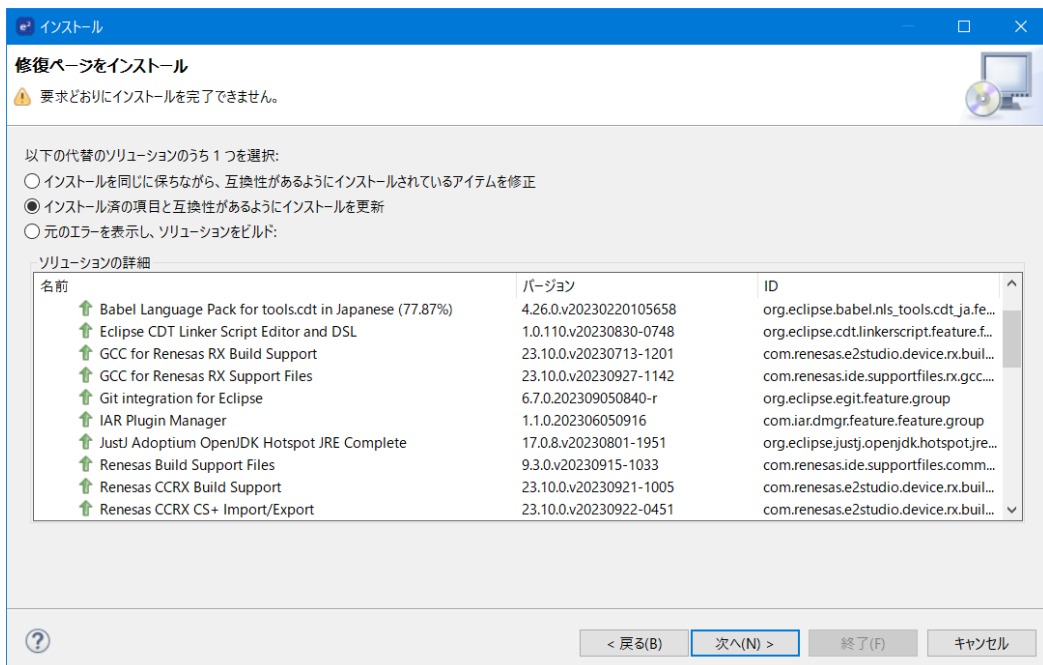 e² インストール
修復ページをインストール
要求どおりにインストールを完了できません。
以下の代替のソリューションのうち 1 つを選択:
インストールを同じに保ちながら、互換性があるようにインストールされているアイテムを修正
インストール済の項目と互換性があるようにインストールを更新
元のエラーを表示し、ソリューションをビルド:
ソリューションの詳細
名前 バージョン ID
Babel Language Pack for tools.cdt in Japanese (77.87%) 4.26.0.v20230220105658 org.eclipse.babel.nls_tools.cdt_ja.fe...
Eclipse CDT Linker Script Editor and DSL 1.0.110.v20230830-0748 org.eclipse.cdt.linkerscript.feature.f...
GCC for Renesas RX Build Support 23.10.0.v20230713-1201 com.renesas.e2studio.device.rx.buil...
GCC for Renesas RX Support Files 23.10.0.v20230927-1142 com.renesas.ide.supportfiles.rx.gcc....
Git integration for Eclipse 6.7.0.202309050840-r org.eclipse.egit.feature.group
IAR Plugin Manager 1.1.0.202306050916 com.iar.dmgr.feature.feature.group
JustJ Adoptium OpenJDK Hotspot JRE Complete 17.0.8.v20230801-1951 org.eclipse.justj.openjdk.hotspot.jre...
Renesas Build Support Files 9.3.0.v20230915-1033 com.renesas.ide.supportfiles.comm...
Renesas CCRX Build Support 23.10.0.v20230921-1005 com.renesas.e2studio.device.rx.buil...
Renesas CCRX CS+ Import/Export 23.10.0.v20230922-0451 com.renesas.e2studio.device.rx.buil...
? < 戻る(B) 次へ(N) > 終了(F) キャンセル